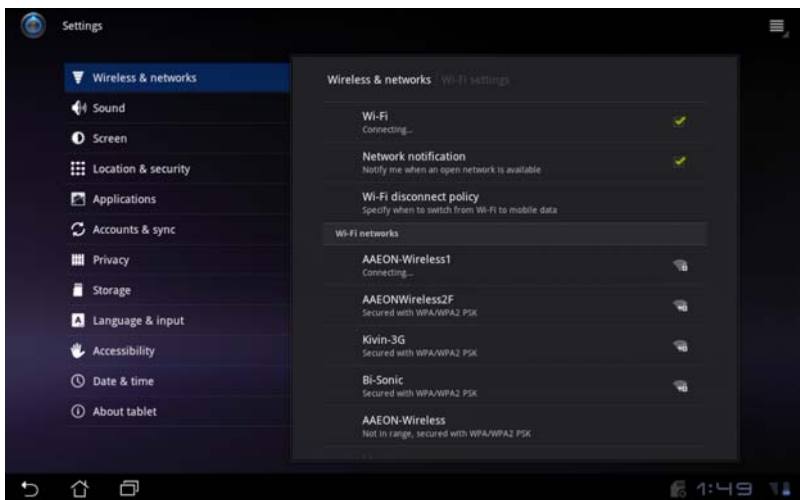 Settings
Wireless & networks
Sound
Screen
Location & security
Applications
Accounts & sync
Privacy
Storage
Language & input
Accessibility
Date & time
About tablet
Wireless & networks Wi-Fi settings
Wi-Fi
Connecting...
Network notification
Notify me when an open network is available
Wi-Fi disconnect policy
Specify when to switch from Wi-Fi to mobile data
Wi-Fi networks
AAEON-Wireless1
Connecting...
AAEONWireless2F
Secured with WPA/WPA2 PSK
Kivin-3G
Secured with WPA/WPA2 PSK
Bi-Sonic
Secured with WPA/WPA2 PSK
AAEON-Wireless
Not in range, secured with WPA/WPA2 PSK
1:49